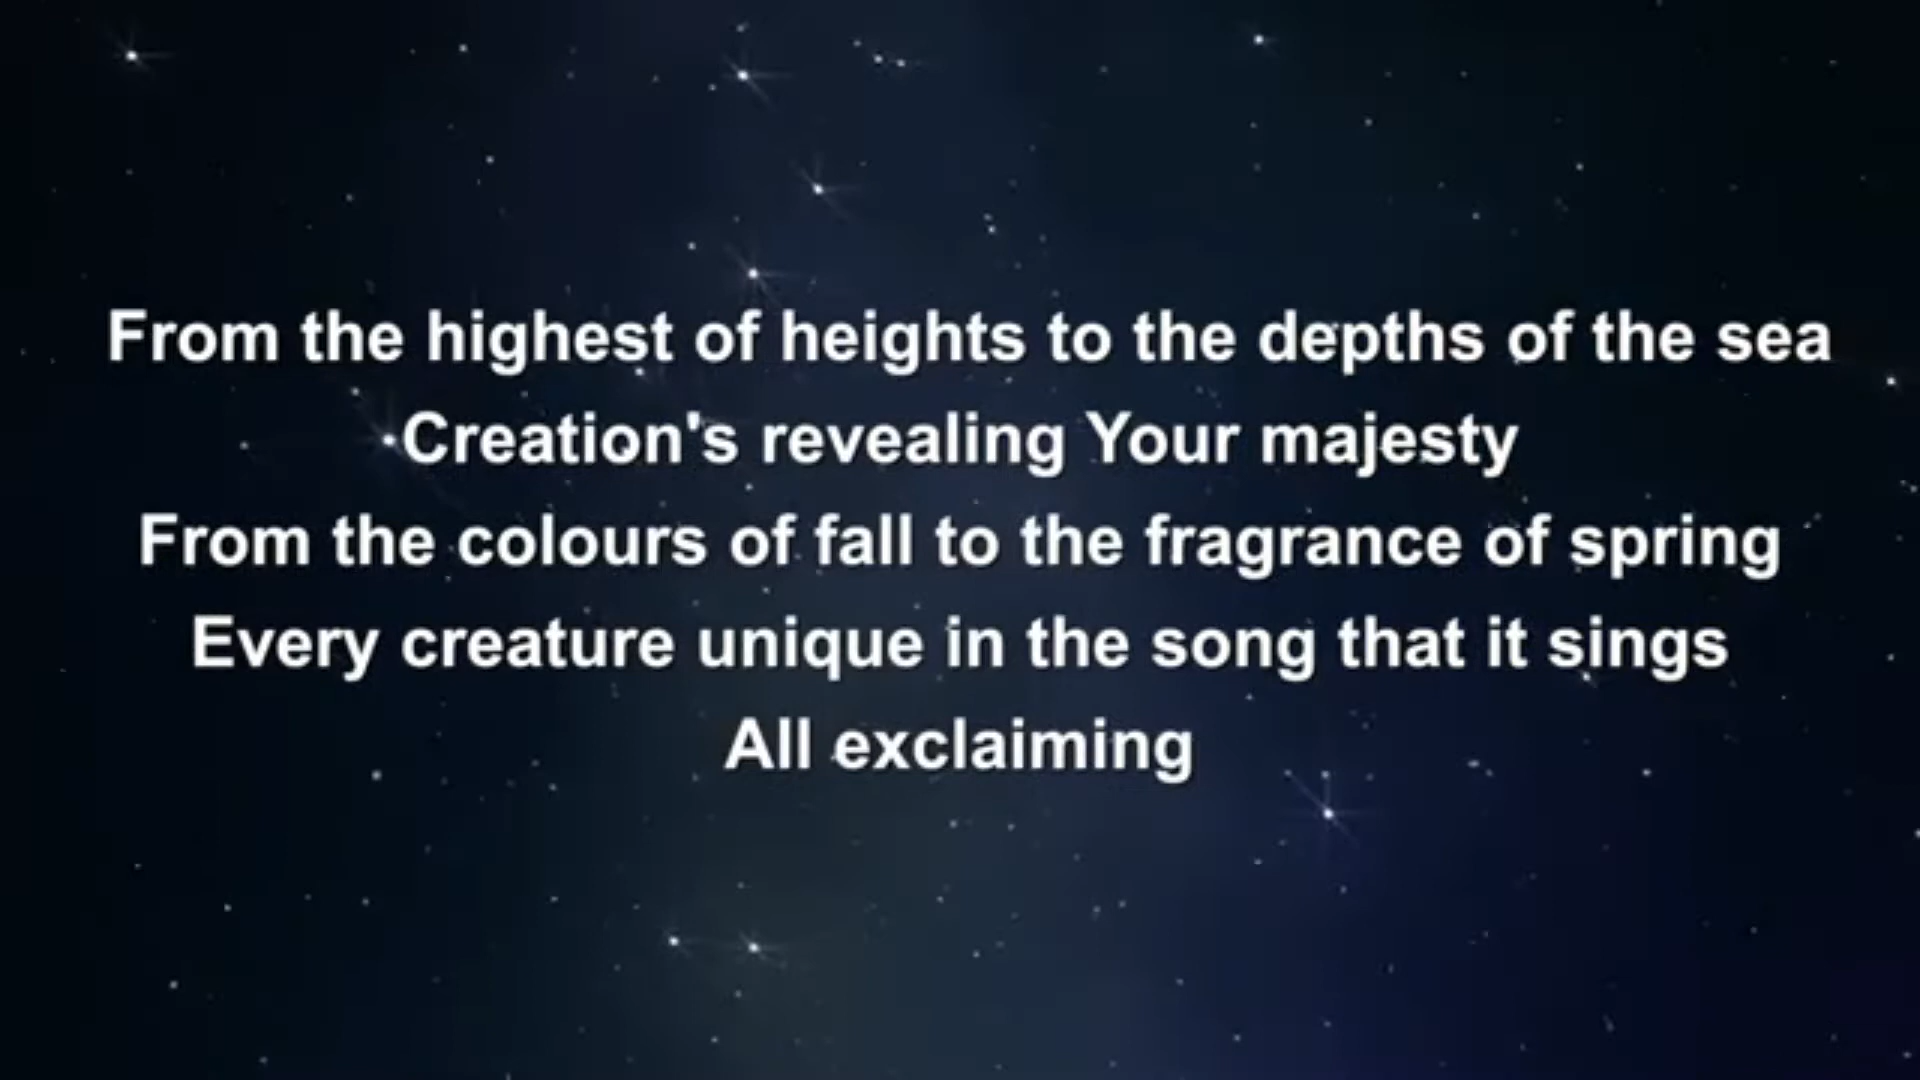 From the highest of heights to the depths of the sea
Creation's revealing Your majesty
From the colours of fall to the fragrance of spring
Every creature unique in the song that it sings
All exclaiming